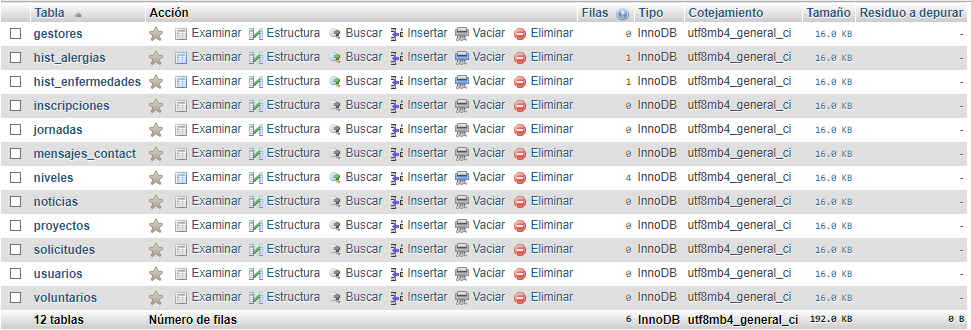 Tabla Acción Filas Tipo Cotejamiento Tamaño Residuo a depurar
gestores Examinar Estructura Buscar Insertar Vaciar Eliminar 0 InnoDB utf8mb4_general_ci 16.0 KB -
hist_alergias Examinar Estructura Buscar Insertar Vaciar Eliminar 1 InnoDB utf8mb4_general_ci 16.0 KB -
hist_enfermedades Examinar Estructura Buscar Insertar Vaciar Eliminar 1 InnoDB utf8mb4_general_ci 16.0 KB -
inscripciones Examinar Estructura Buscar Insertar Vaciar Eliminar 0 InnoDB utf8mb4_general_ci 16.0 KB -
jornadas Examinar Estructura Buscar Insertar Vaciar Eliminar 0 InnoDB utf8mb4_general_ci 16.0 KB -
mensajes_contact Examinar Estructura Buscar Insertar Vaciar Eliminar 0 InnoDB utf8mb4_general_ci 16.0 KB -
niveles Examinar Estructura Buscar Insertar Vaciar Eliminar 4 InnoDB utf8mb4_general_ci 16.0 KB -
noticias Examinar Estructura Buscar Insertar Vaciar Eliminar 0 InnoDB utf8mb4_general_ci 16.0 KB -
proyectos Examinar Estructura Buscar Insertar Vaciar Eliminar 0 InnoDB utf8mb4_general_ci 16.0 KB -
solicitudes Examinar Estructura Buscar Insertar Vaciar Eliminar 0 InnoDB utf8mb4_general_ci 16.0 KB -
usuarios Examinar Estructura Buscar Insertar Vaciar Eliminar 0 InnoDB utf8mb4_general_ci 16.0 KB -
voluntarios Examinar Estructura Buscar Insertar Vaciar Eliminar 0 InnoDB utf8mb4_general_ci 16.0 KB -
12 tablas Número de filas 6 InnoDB utf8mb4_general_ci 192.0 KB 0 B